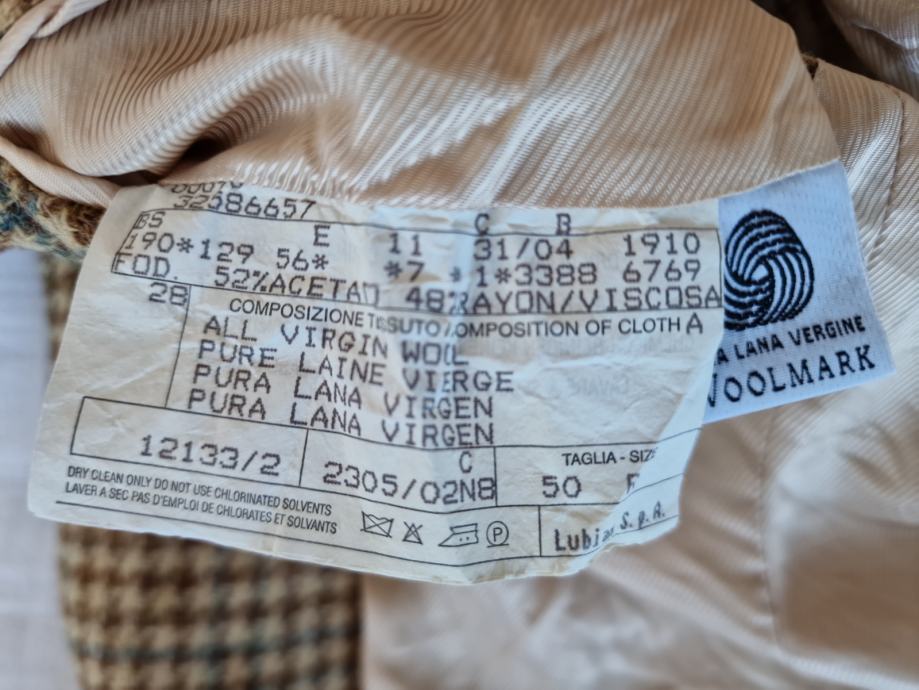 32586657
BS E 11 C B
190*129 56* 31/04 1910
FOD. *7 *1*3388 6769
52%ACETATO 48%RAYON/VISCOSA
28 COMPOSIZIONE TESSUTO/COMPOSITION OF CLOTH A
ALL VIRGIN WOOL
PURE LAINE VIERGE
PURA LANA VIRGEN
PURA LANA VIRGEN
12133/2
C
2305/02N8
TAGLIA - SIZE
50
DRY CLEAN ONLY DO NOT USE CHLORINATED SOLVENTS
LAVER A SEC PAS D'EMPLOI DE CHLORATES ET SOLVANTS
P
S.p.A.
LANA VERGINE
WOOLMARK